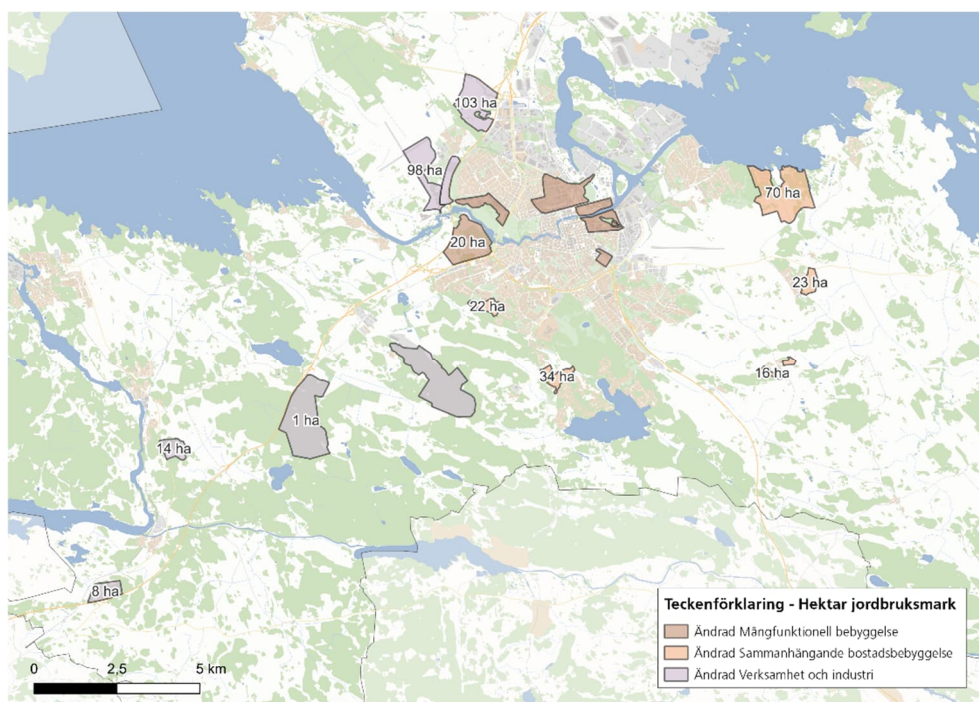 103 ha
98 ha
70 ha
20 ha
23 ha
22 ha
34 ha
16 ha
1 ha
14 ha
8 ha
Teckenförklaring - Hektar jordbruksmark
Ändrad Mångfunktionell bebyggelse
Ändrad Sammanhängande bostadsbebyggelse
Ändrad Verksamhet och industri
0 2,5 5 km